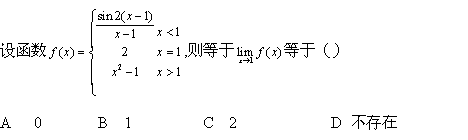 设函数 f(x) = { sin2(x−1)/(x−1) x <1
2 x =1
x² −1 x >1 ,则等于 lim x→1 f(x) 等于（）
A 0 B 1 C 2 D 不存在